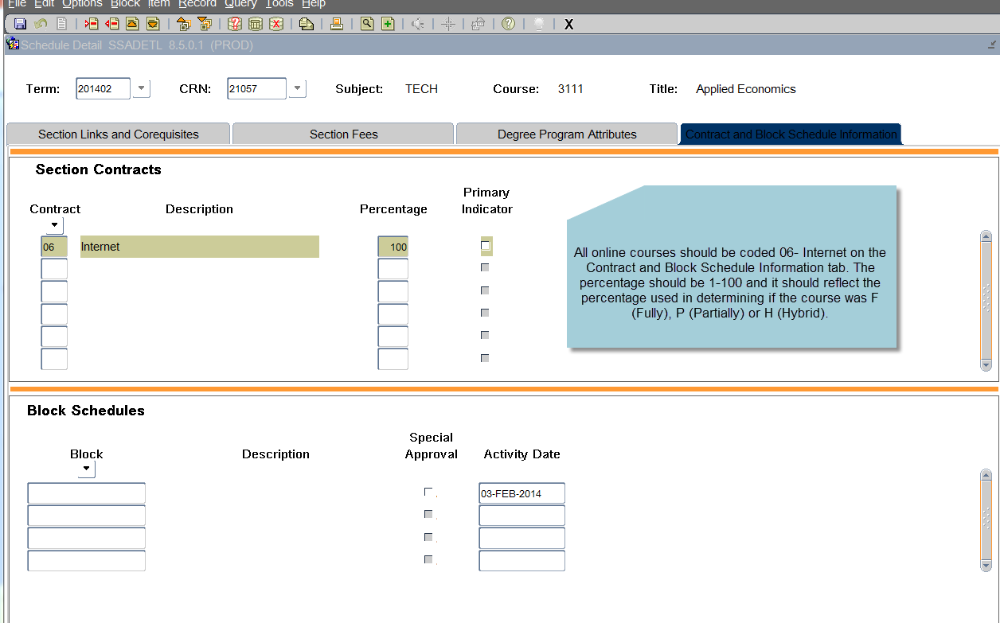 File Edit Options Block Item Record Query Tools Help
X
Schedule Detail SSADETL 8.5.0.1 (PROD)
Term: 201402 CRN: 21057 Subject: TECH Course: 3111 Title: Applied Economics
Section Links and Corequisites Section Fees Degree Program Attributes Contract and Block Schedule Information
Section Contracts
Primary
Contract Description Percentage Indicator
06 Internet 100
All online courses should be coded 06- Internet on the
Contract and Block Schedule Information tab. The
percentage should be 1-100 and it should reflect the
percentage used in determining if the course was F
(Fully), P (Partially) or H (Hybrid).
Block Schedules
Special
Block Description Approval Activity Date
03-FEB-2014